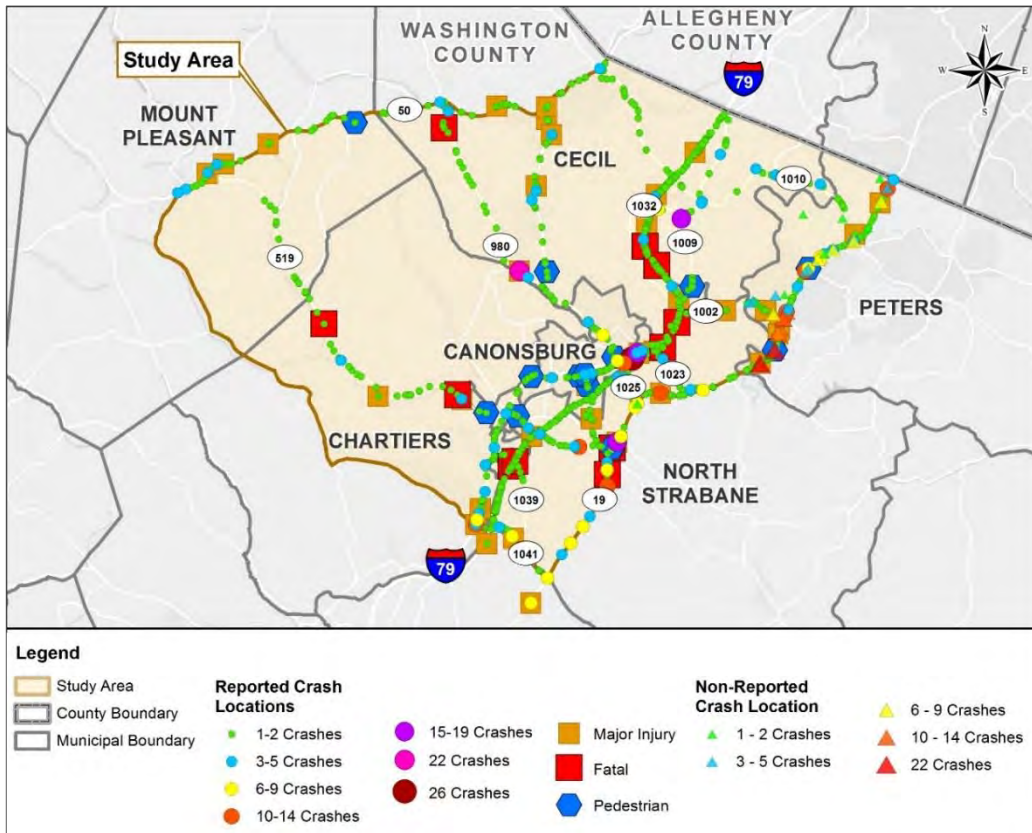 WASHINGTON
COUNTY
ALLEGHENY
COUNTY
N
W
E
S
79
Study Area
MOUNT
PLEASANT
50
CECIL
1010
1032
1009
519
980
1002
PETERS
CANONSBURG
1023
1025
CHARTIERS
NORTH
STRABANE
1039
19
79
1041
Legend
Study Area
County Boundary
Municipal Boundary
Reported Crash
Locations
1-2 Crashes
3-5 Crashes
6-9 Crashes
10-14 Crashes
15-19 Crashes
22 Crashes
26 Crashes
Major Injury
Fatal
Pedestrian
Non-Reported
Crash Location
1 - 2 Crashes
3 - 5 Crashes
6 - 9 Crashes
10 - 14 Crashes
22 Crashes